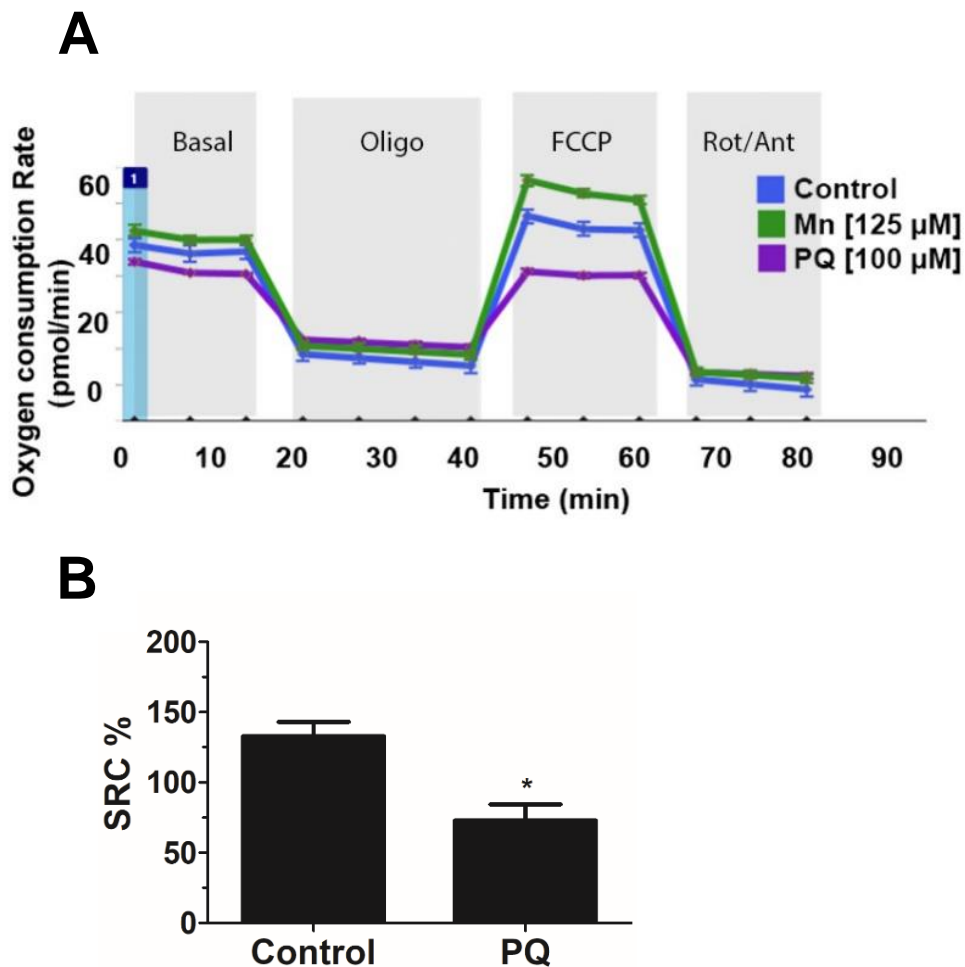 A
Basal Oligo FCCP Rot/Ant
Oxygen consumption Rate
(pmol/min)
60
40
20
0
1
Control
Mn [125 µM]
PQ [100 µM]
0 10 20 30 40 50 60 70 80 90
Time (min)
B
SRC %
200
150
100
50
0
*
Control PQ